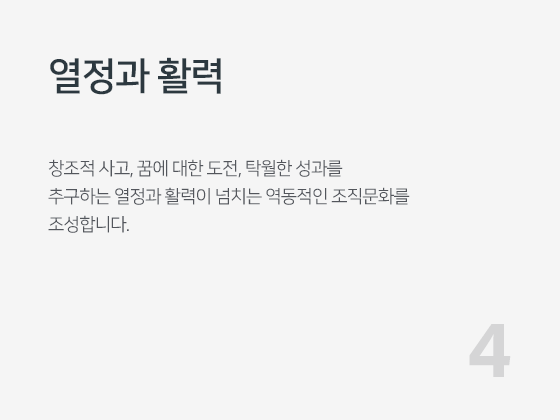 열정과 활력
창조적 사고, 꿈에 대한 도전, 탁월한 성과를
추구하는 열정과 활력이 넘치는 역동적인 조직문화를
조성합니다.
4